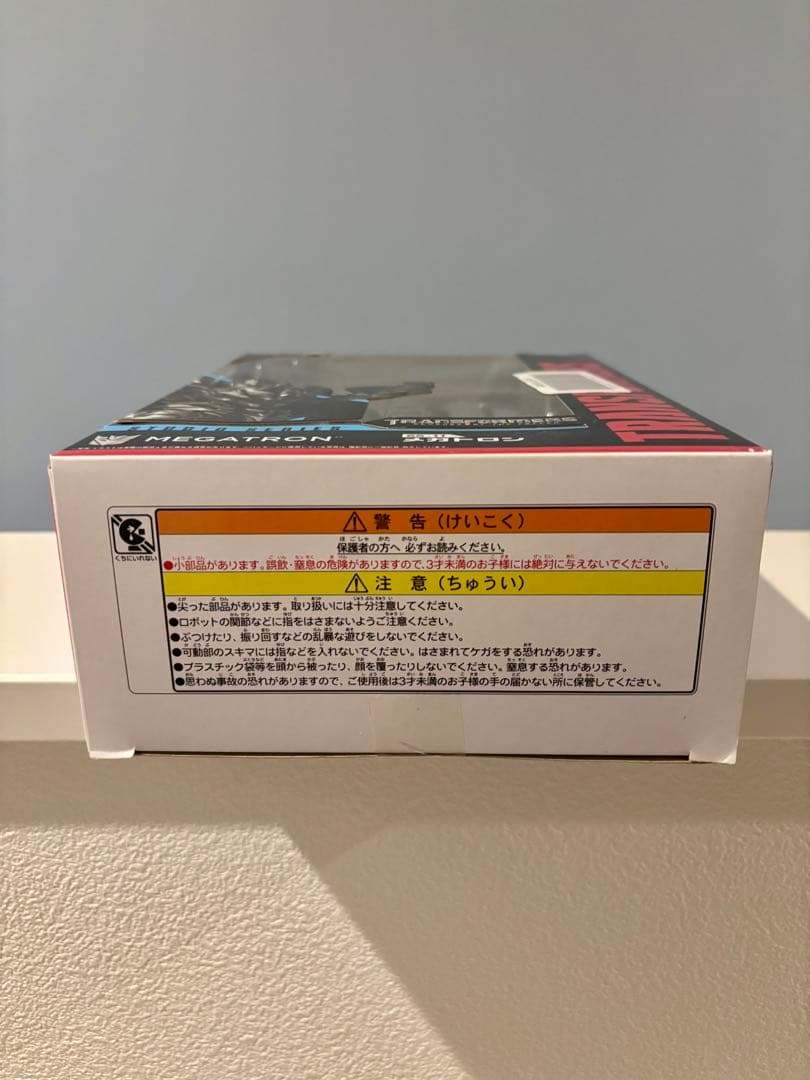 TRANSFORMERS
STUDIO SERIES
MEGATRON
メガトロン
警告(けいこく)
くちにいれない
保護者の方へ 必ずお読みください。
●小部品があります。誤飲・窒息の危険がありますので、3才未満のお子様には絶対に与えないでください。
注意(ちゅうい)
●尖った部品があります。取り扱いには十分注意してください。
●ロボットの関節などに指をはさまないようご注意ください。
●ぶつけたり、振り回すなどの乱暴な遊びをしないでください。
●可動部のスキマには指などを入れないでください。はさまれてケガをする恐れがあります。
●プラスチック袋等を頭から被ったり、顔を覆ったりしないでください。窒息する恐れがあります。
●思わぬ事故の恐れがありますので、ご使用後は3才未満のお子様の手の届かない所に保管してください。